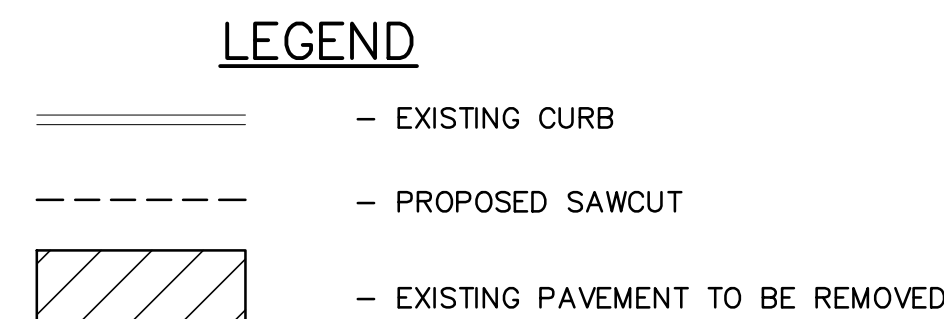 LEGEND
– EXISTING CURB
– PROPOSED SAWCUT
– EXISTING PAVEMENT TO BE REMOVED